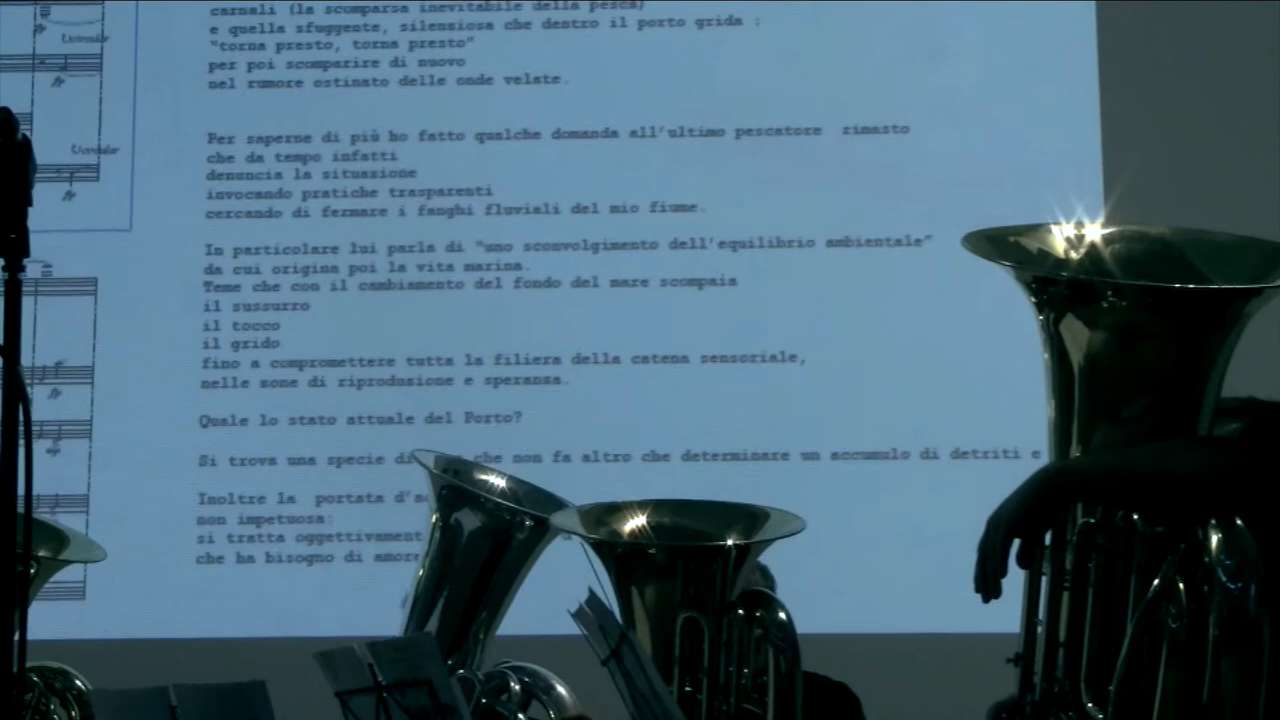 carnali (la scomparsa inevitabile della pesca)
e quella sfuggente, silensiosa che dentro il porto grida :
"torna presto, torna presto"
per poi scomparire di nuovo
nel rumore ostinato delle onde velate.
Per saperne di più ho fatto qualche domanda all'ultimo pescatore rimasto
che da tempo infatti
denuncia la situazione
invocando pratiche trasparenti
cercando di fermare i fanghi fluviali del mio fiume.
In particolare lui parla di "uno sconvolgimento dell'equilibrio ambientale"
da cui origina poi la vita marina.
Teme che con il cambiamento del fondo del mare scompaia
il sussurro
il tocco
il grido
fino a compromettere tutta la filiera della catena sensoriale,
nelle zone di riproduzione e speranza.
Quale lo stato attuale del Porto?
Si trova una specie di che non fa altro che determinare un accumulo di detriti e
Inoltre la portata d'
non impetuosa:
si tratta oggettivament
che ha bisogno di amor